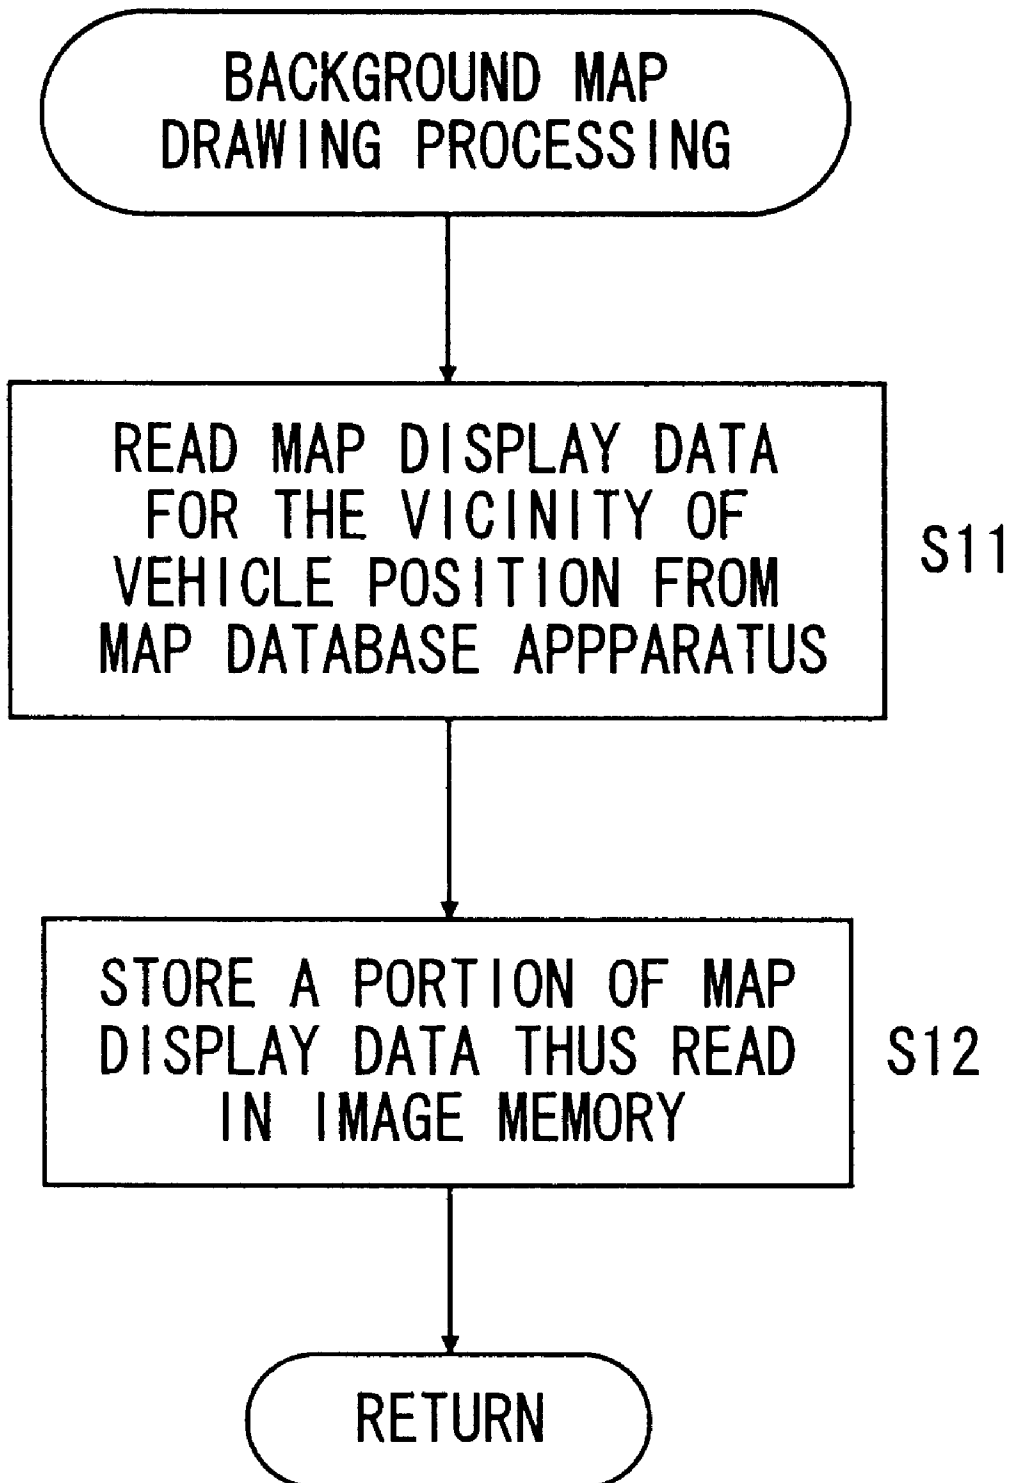 BACKGROUND MAP
DRAWING PROCESSING
READ MAP DISPLAY DATA
FOR THE VICINITY OF
VEHICLE POSITION FROM
MAP DATABASE APPPARATUS
S11
STORE A PORTION OF MAP
DISPLAY DATA THUS READ
IN IMAGE MEMORY
S12
RETURN